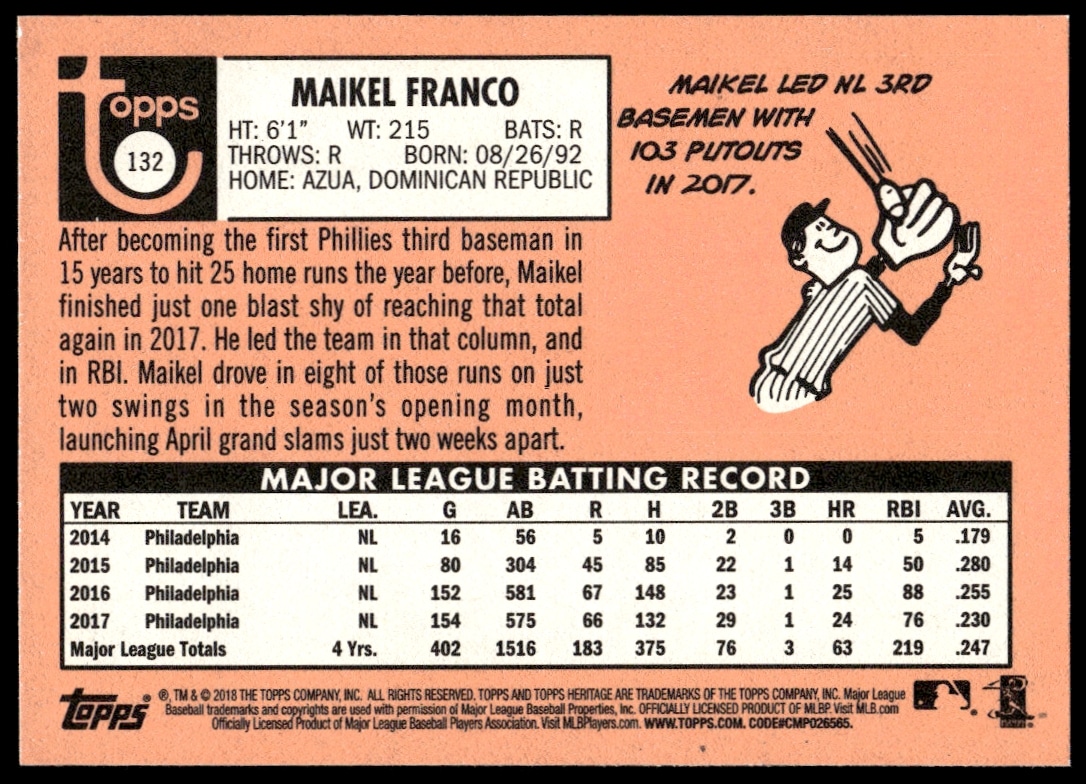 topps
132
MAIKEL FRANCO
HT: 6'1" WT: 215 BATS: R
THROWS: R BORN: 08/26/92
HOME: AZUA, DOMINICAN REPUBLIC
MAIKEL LED NL 3RD
BASEMEN WITH
103 PUTOUTS
IN 2017.
After becoming the first Phillies third baseman in
15 years to hit 25 home runs the year before, Maikel
finished just one blast shy of reaching that total
again in 2017. He led the team in that column, and
in RBI. Maikel drove in eight of those runs on just
two swings in the season's opening month,
launching April grand slams just two weeks apart.
MAJOR LEAGUE BATTING RECORD
YEAR TEAM LEA. G AB R H 2B 3B HR RBI AVG.
2014 Philadelphia NL 16 56 5 10 2 0 0 5 .179
2015 Philadelphia NL 80 304 45 85 22 1 14 50 .280
2016 Philadelphia NL 152 581 67 148 23 1 25 88 .255
2017 Philadelphia NL 154 575 66 132 29 1 24 76 .230
Major League Totals 4 Yrs. 402 1516 183 375 76 3 63 219 .247
topps ®, TM & © 2018 THE TOPPS COMPANY, INC. ALL RIGHTS RESERVED. TOPPS AND TOPPS HERITAGE ARE TRADEMARKS OF THE TOPPS COMPANY, INC. Major League
Baseball trademarks and copyrights are used with permission of Major League Baseball Properties, Inc. OFFICIALLY LICENSED PRODUCT OF MLBP. Visit MLB.com
Officially Licensed Product of Major League Baseball Players Association. Visit MLBPlayers.com. WWW.TOPPS.COM. CODE#CMP026565.